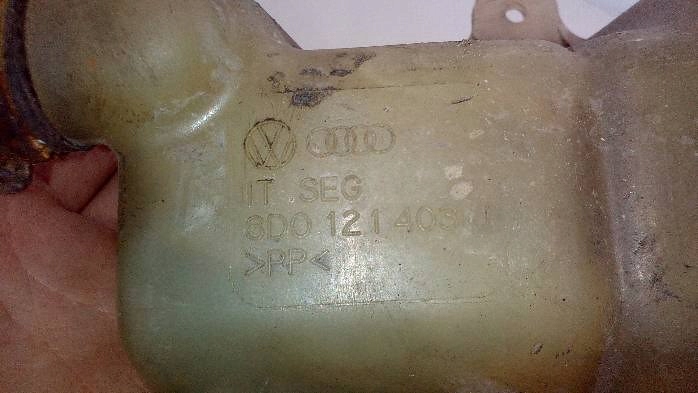 IT SEG
8D0 121 403
>PP<